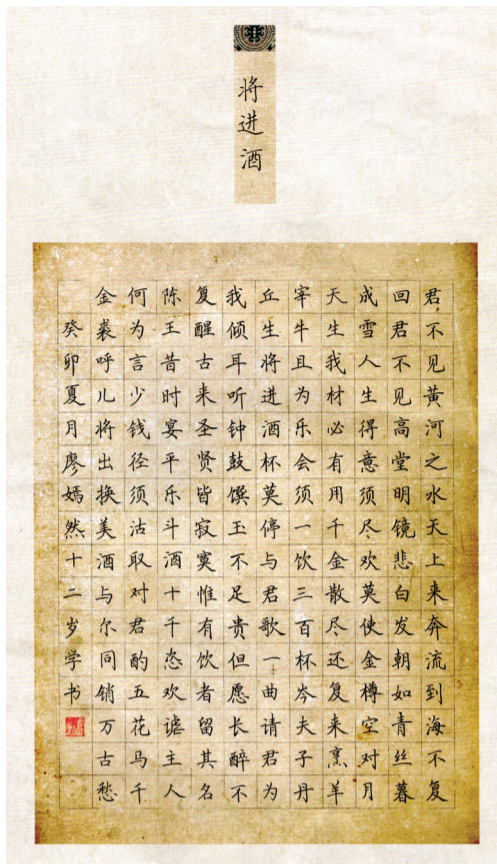 将进酒
君不见黄河之水天上来奔流到海不复
回君不见高堂明镜悲白发朝如青丝暮
成雪人生得意须尽欢莫使金樽空对月
天生我材必有用千金散尽还复来烹羊
宰牛且为乐会须一饮三百杯岑夫子丹
丘生将进酒杯莫停与君歌一曲请君为
我倾耳听钟鼓馔玉不足贵但愿长醉不
复醒古来圣贤皆寂寞惟有饮者留其名
陈王昔时宴平乐斗酒十千恣欢谑主人
何为言少钱径须沽取对君酌五花马千
金裘呼儿将出换美酒与尔同销万古愁
癸卯夏月廖嫣然十二岁学书